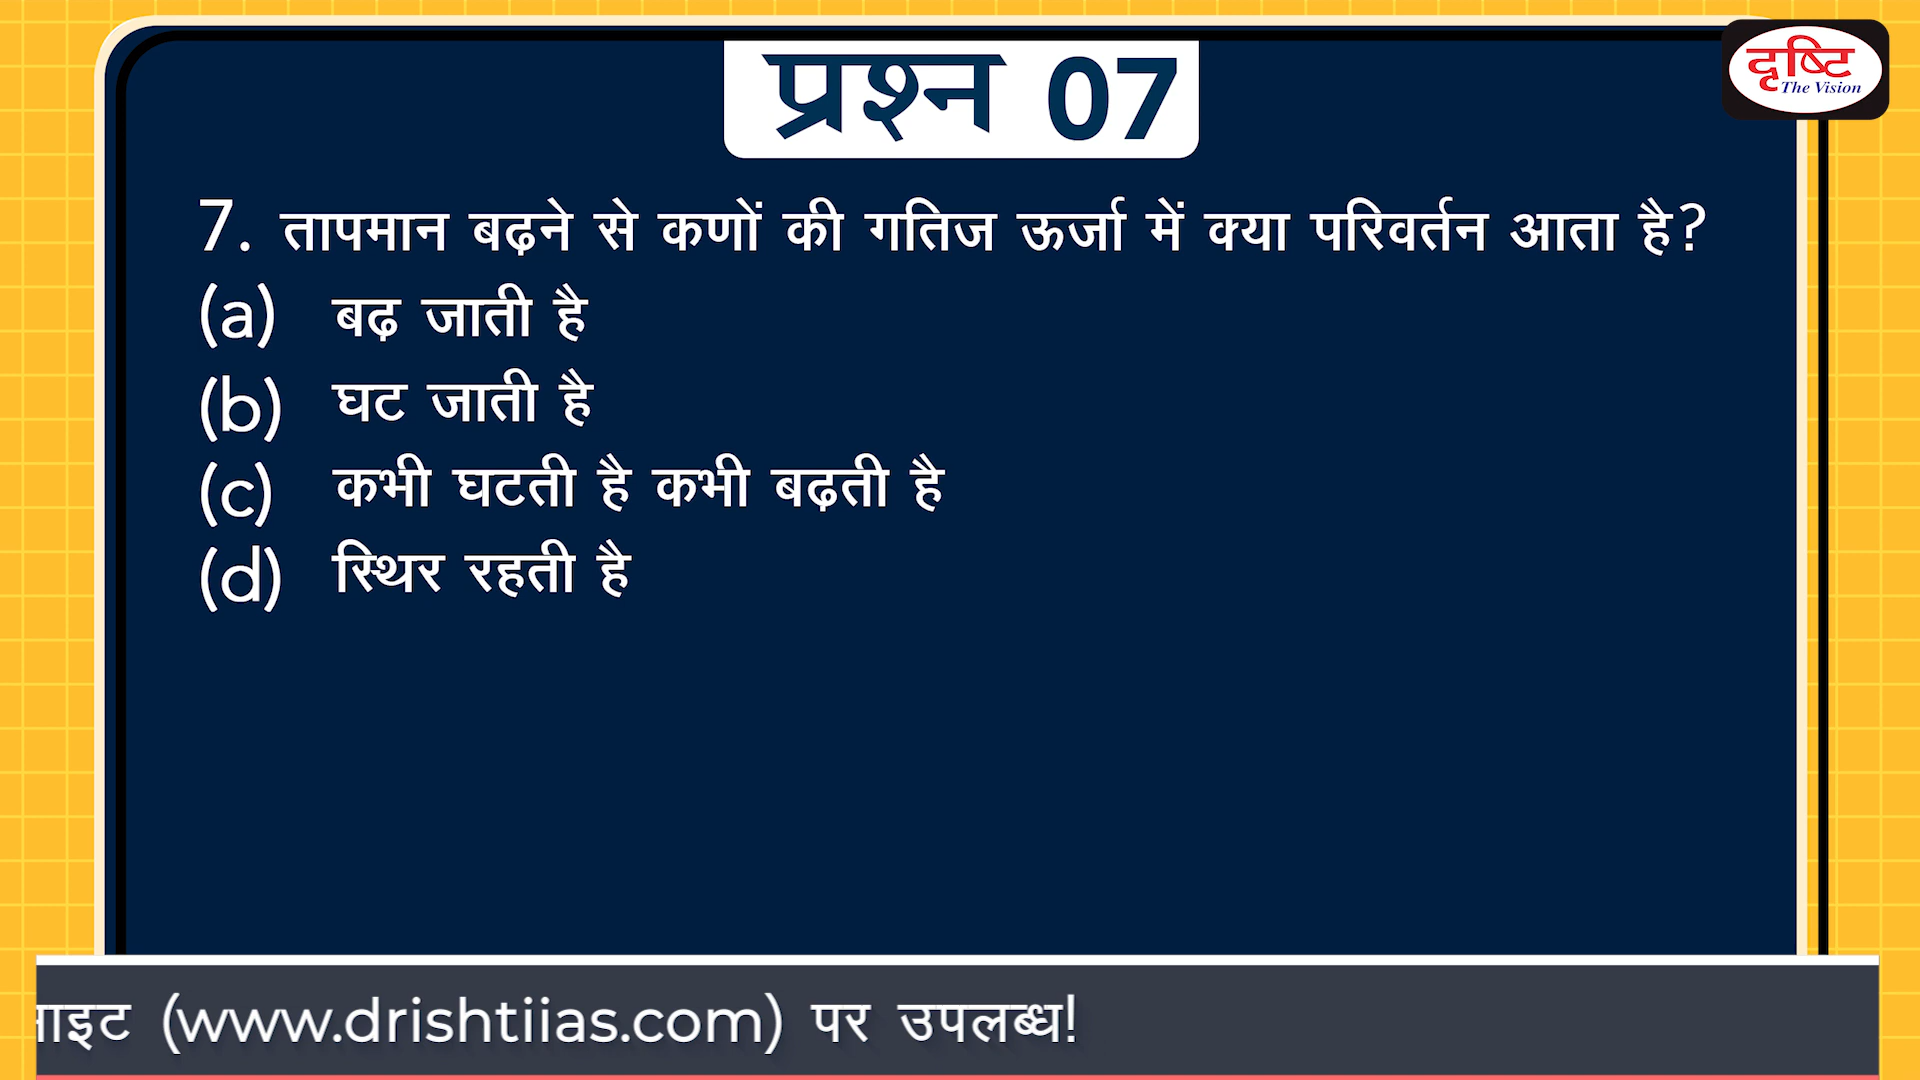 प्रश्न 07
दृष्टि
The Vision
7. तापमान बढ़ने से कणों की गतिज ऊर्जा में क्या परिवर्तन आता है?
(a) बढ़ जाती है
(b) घट जाती है
(c) कभी घटती है कभी बढ़ती है
(d) स्थिर रहती है
(www.drishtiias.com) पर उपलब्ध!